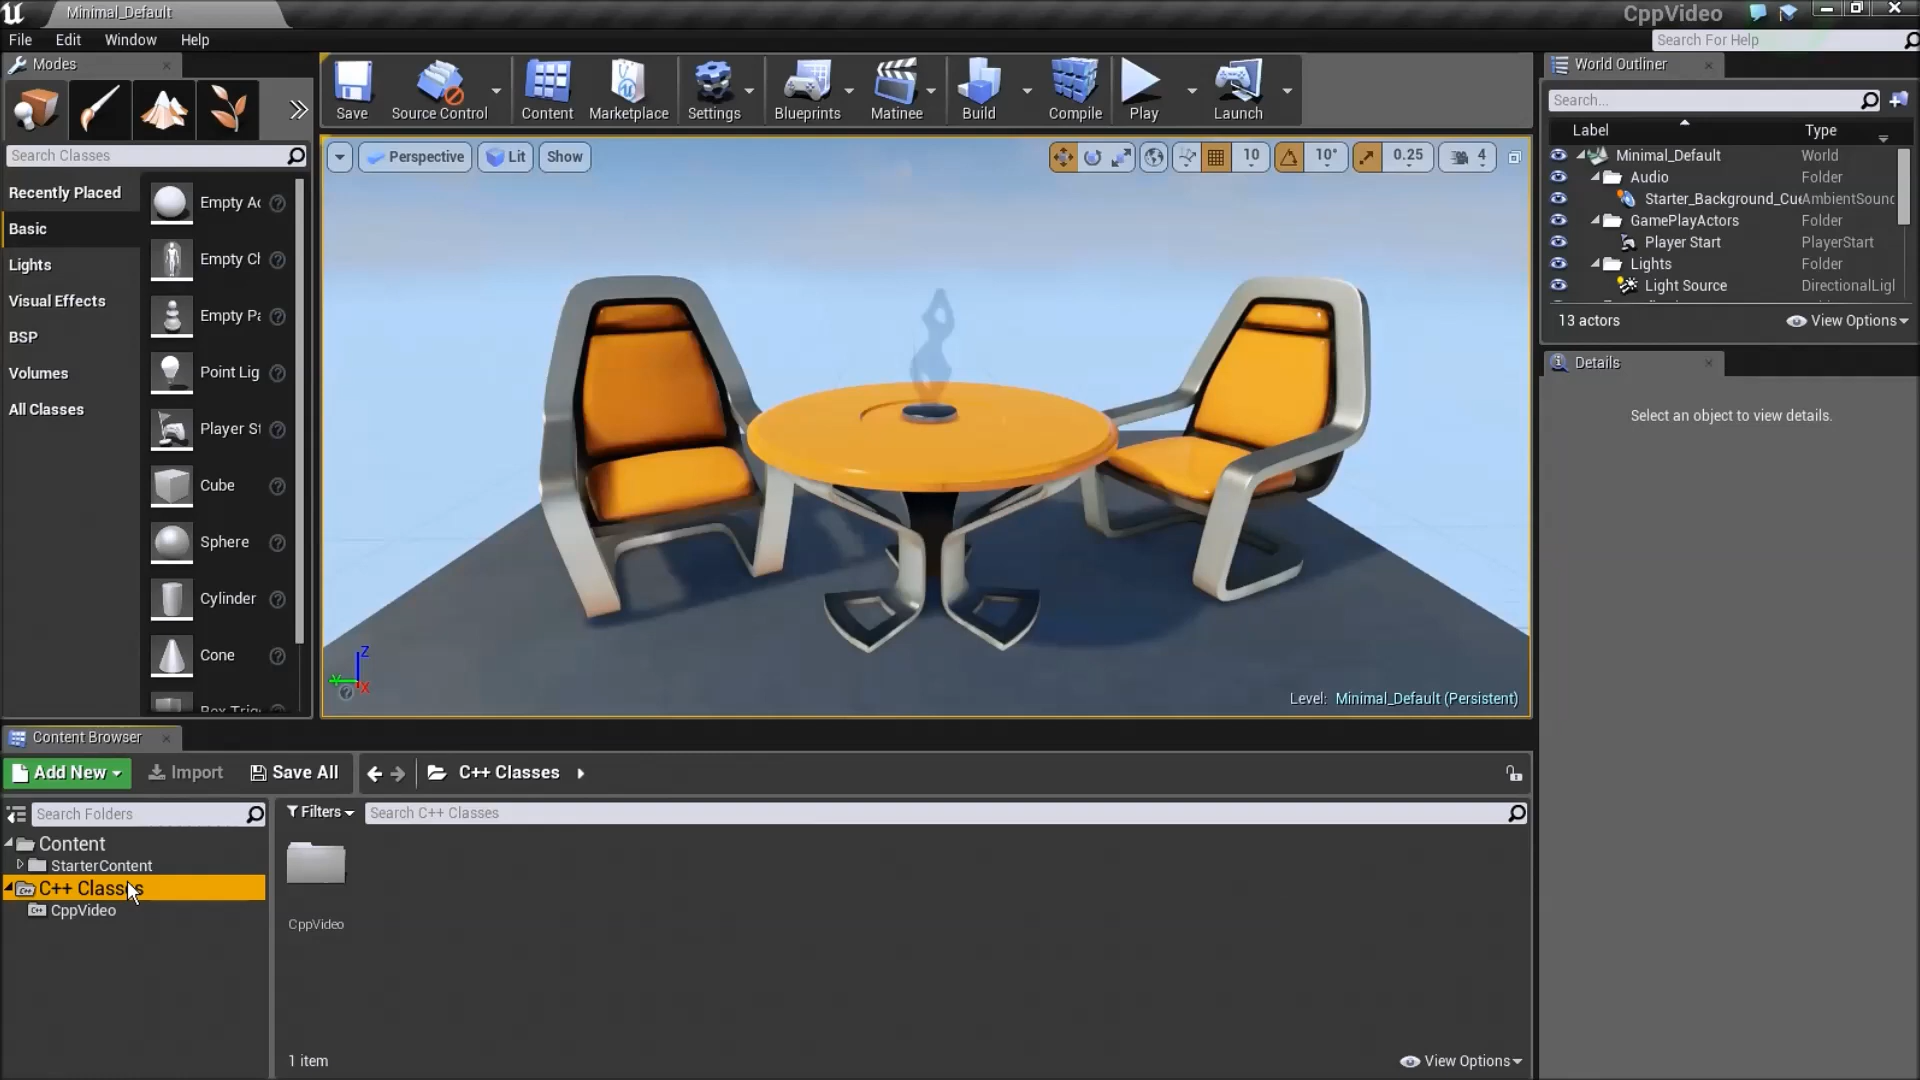 Minimal_Default
CppVideo
File Edit Window Help
Search For Help
Modes
Search Classes
Recently Placed
Basic
Lights
Visual Effects
BSP
Volumes
All Classes
Empty Ac
Empty Ch
Empty Pa
Point Lig
Player St
Cube
Sphere
Cylinder
Cone
Box Trig
Save
Source Control
Content
Marketplace
Settings
Blueprints
Matinee
Build
Compile
Play
Launch
Perspective
Lit
Show
10
10°
0.25
4
Z
Y
X
Level: Minimal_Default (Persistent)
World Outliner
Search...
Label Type
Minimal_Default World
Audio Folder
Starter_Background_Cue AmbientSound
GamePlayActors Folder
Player Start PlayerStart
Lights Folder
Light Source DirectionalLigl
13 actors
View Options
Details
Select an object to view details.
Content Browser
Add New
Import
Save All
C++ Classes
Search Folders
Filters
Search C++ Classes
Content
StarterContent
C++ Classes
CppVideo
CppVideo
1 item
View Options